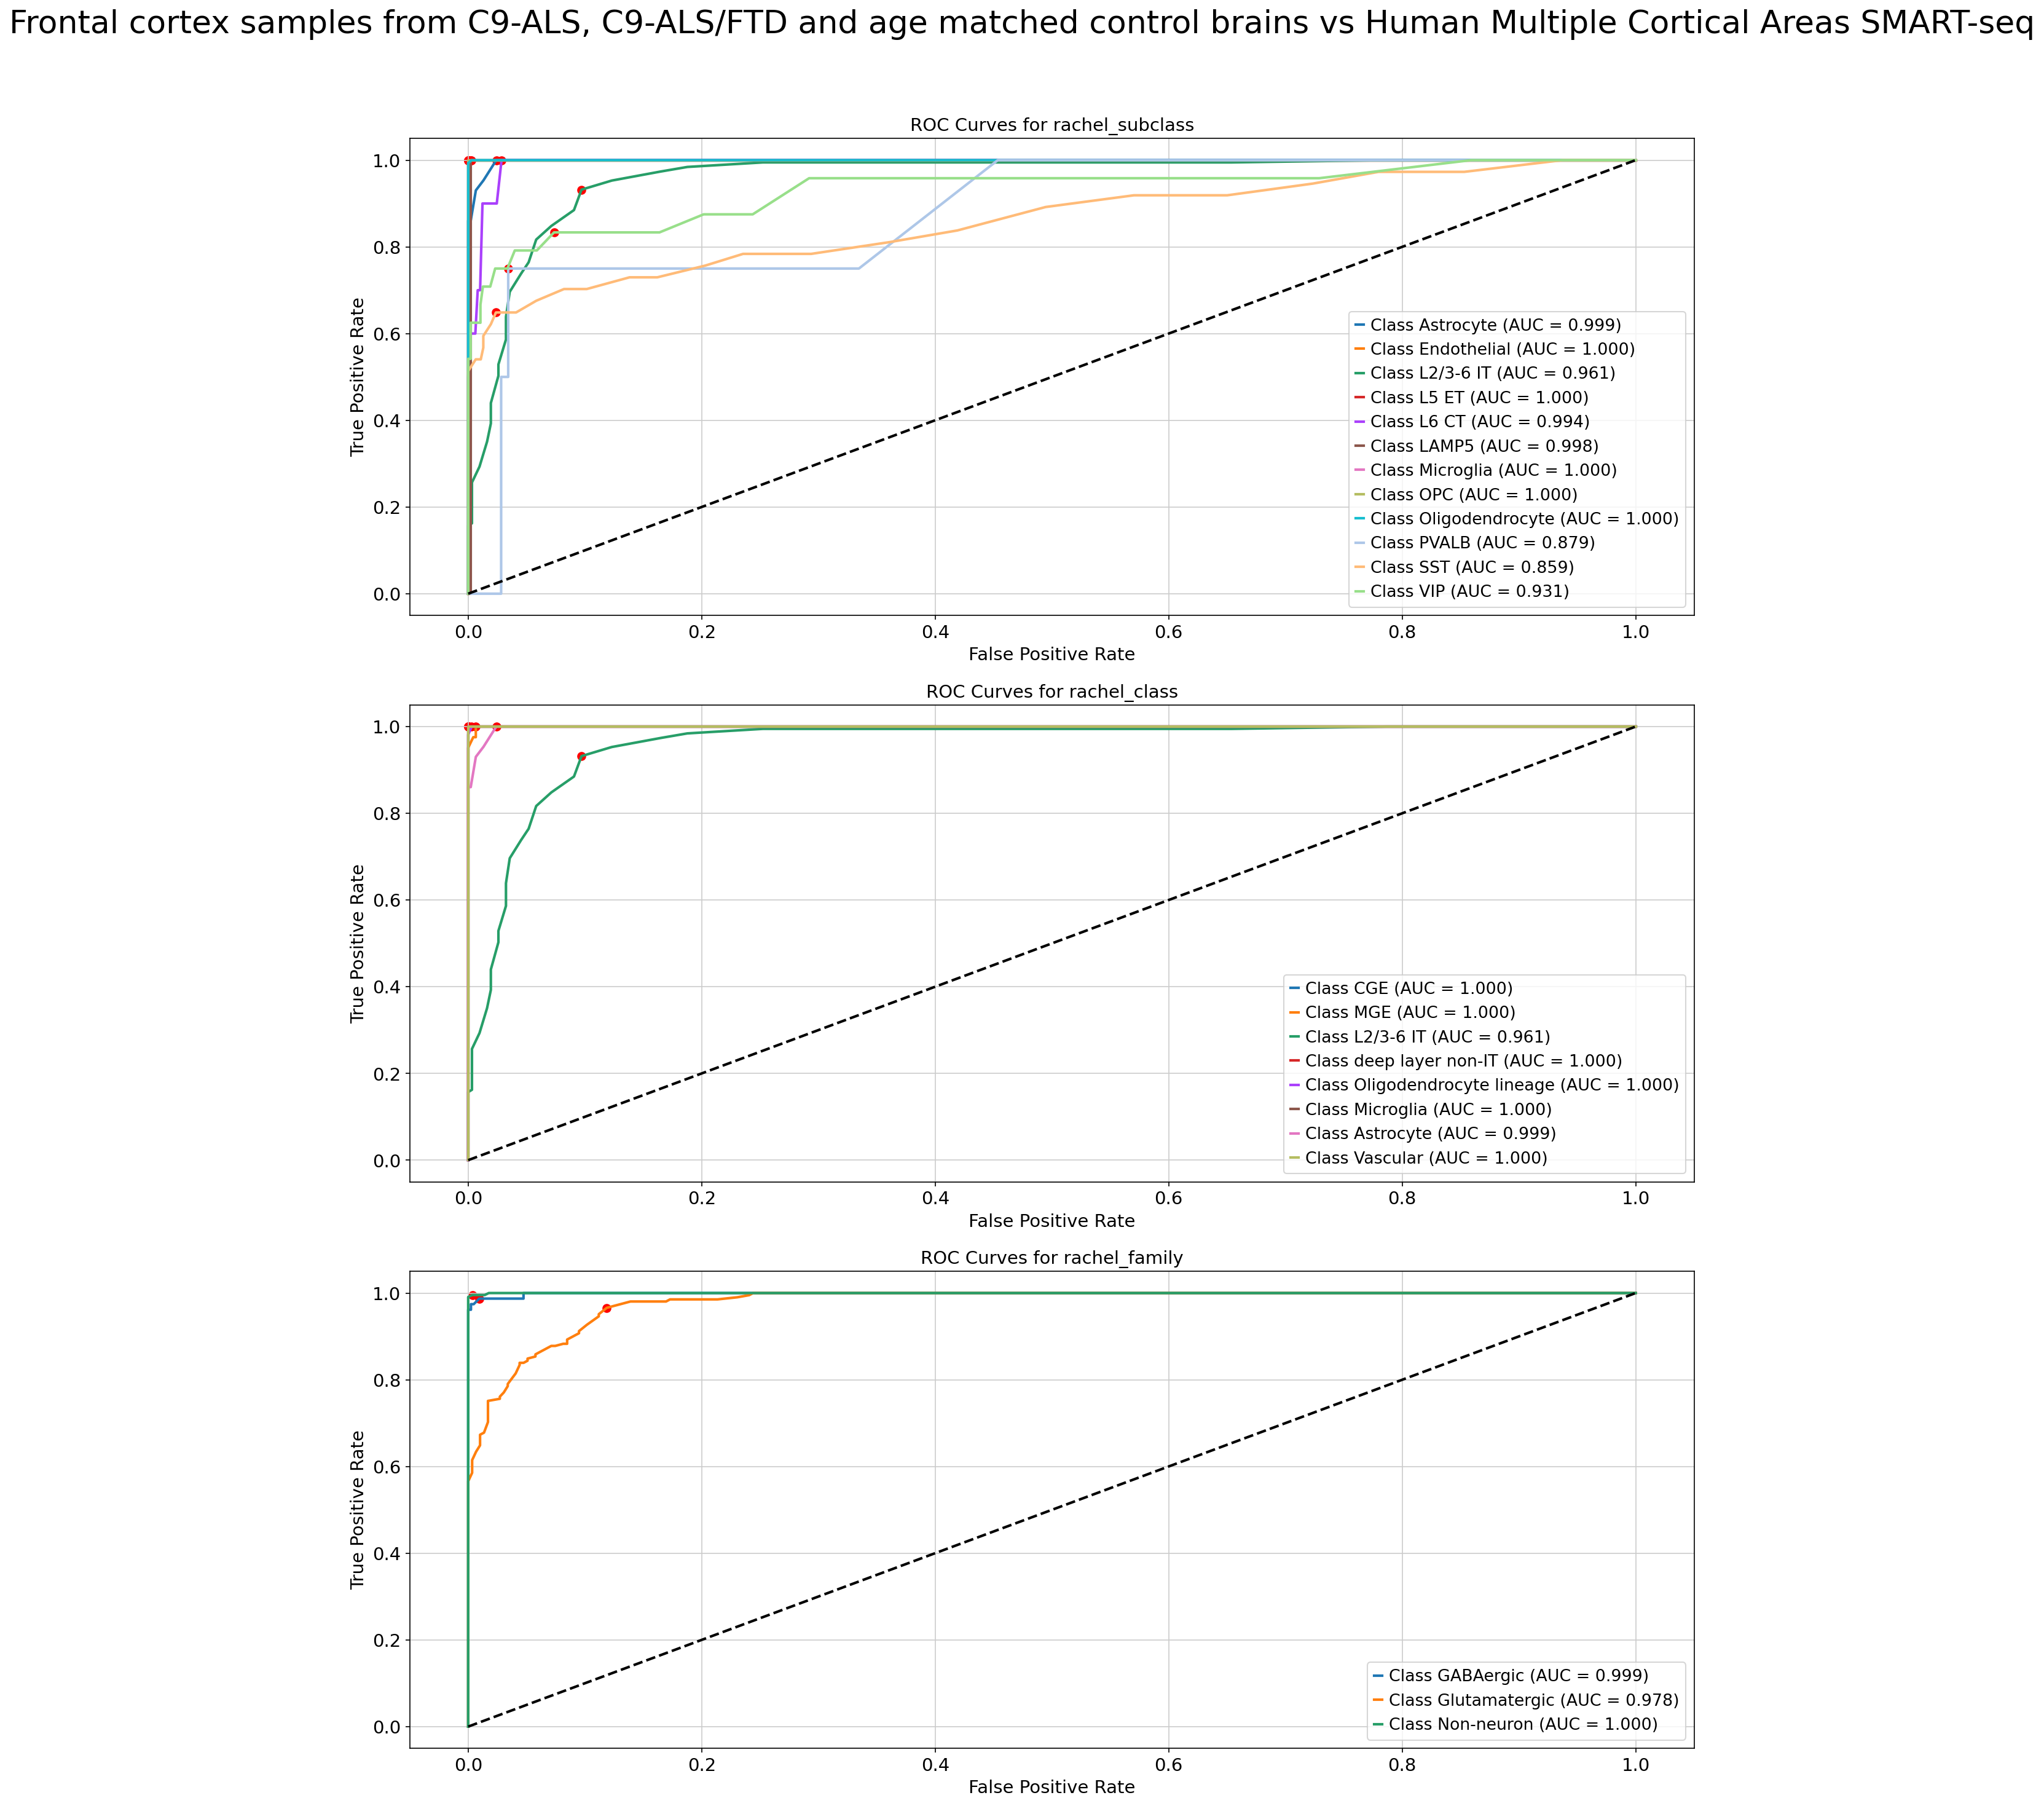 Frontal cortex samples from C9-ALS, C9-ALS/FTD and age matched control brains vs Human Multiple Cortical Areas SMART-seq
ROC Curves for rachel_subclass
True Positive Rate
1.0
0.8
0.6
0.4
0.2
0.0
Class Astrocyte (AUC = 0.999)
Class Endothelial (AUC = 1.000)
Class L2/3-6 IT (AUC = 0.961)
Class L5 ET (AUC = 1.000)
Class L6 CT (AUC = 0.994)
Class LAMP5 (AUC = 0.998)
Class Microglia (AUC = 1.000)
Class OPC (AUC = 1.000)
Class Oligodendrocyte (AUC = 1.000)
Class PVALB (AUC = 0.879)
Class SST (AUC = 0.859)
Class VIP (AUC = 0.931)
0.0 0.2 0.4 0.6 0.8 1.0
False Positive Rate
ROC Curves for rachel_class
True Positive Rate
1.0
0.8
0.6
0.4
0.2
0.0
Class CGE (AUC = 1.000)
Class MGE (AUC = 1.000)
Class L2/3-6 IT (AUC = 0.961)
Class deep layer non-IT (AUC = 1.000)
Class Oligodendrocyte lineage (AUC = 1.000)
Class Microglia (AUC = 1.000)
Class Astrocyte (AUC = 0.999)
Class Vascular (AUC = 1.000)
0.0 0.2 0.4 0.6 0.8 1.0
False Positive Rate
ROC Curves for rachel_family
True Positive Rate
1.0
0.8
0.6
0.4
0.2
0.0
Class GABAergic (AUC = 0.999)
Class Glutamatergic (AUC = 0.978)
Class Non-neuron (AUC = 1.000)
0.0 0.2 0.4 0.6 0.8 1.0
False Positive Rate